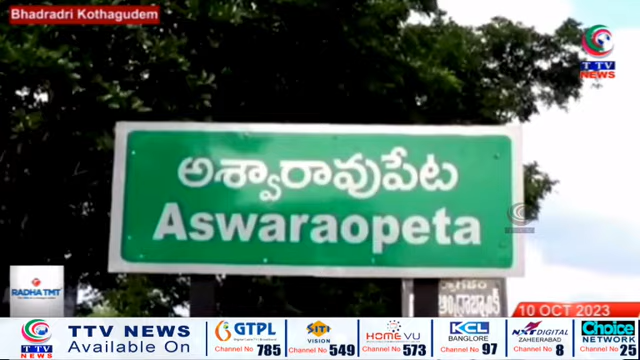 Bhadradri Kothagudem
TTV
NEWS
అశ్వారావుపేట
Aswaraopeta
RADHA TMT
10 OCT 2023
TTV
NEWS
TTV NEWS
Available On
GTPL
Channel No 785
SITI
VISION
Channel No 549
HOME VU
Channel No 573
KCL
BANGLORE
Channel No 97
NXT DIGITAL
ZAHEERABAD
Channel No 8
Choice
NETWORK
Channel No 25